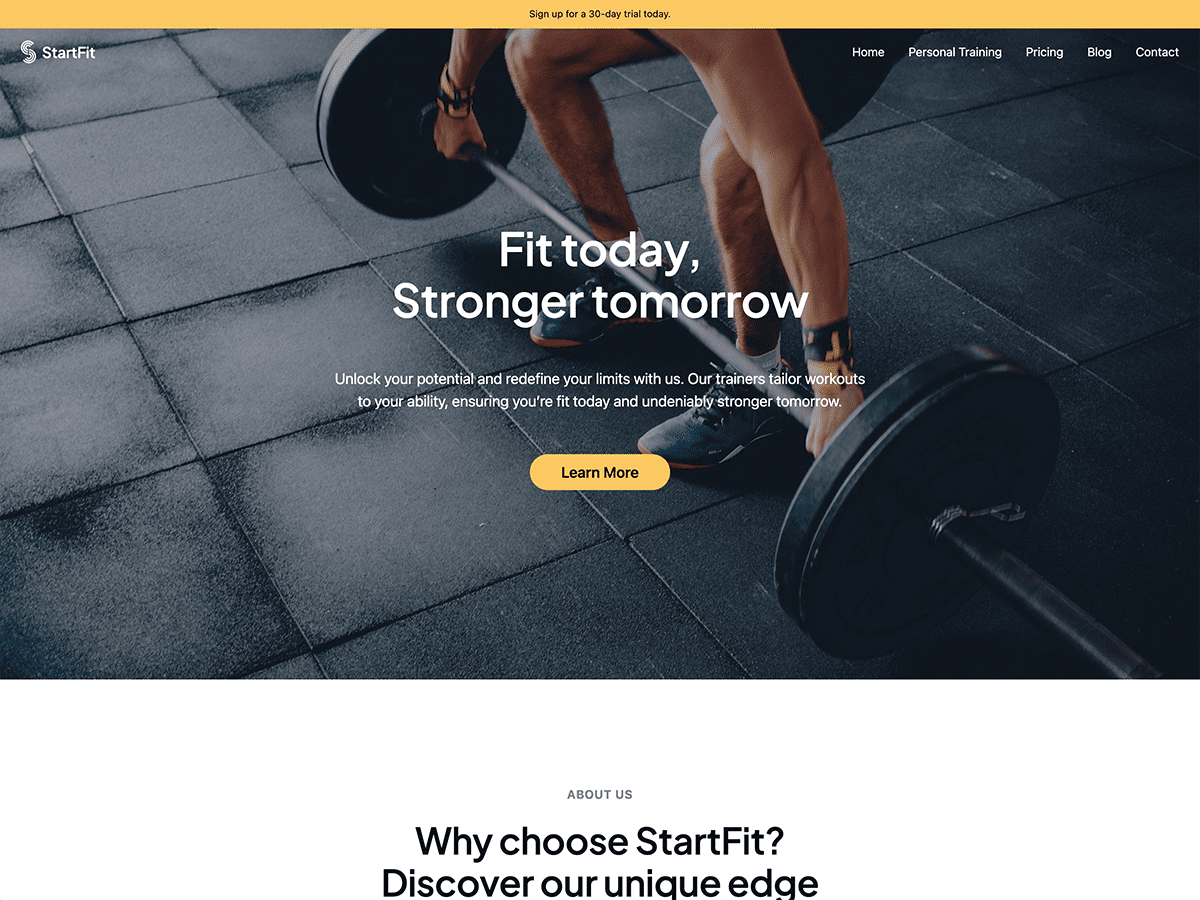 Sign up for a 30-day trial today.
StartFit
Home
Personal Training
Pricing
Blog
Contact
Fit today,
Stronger tomorrow
Unlock your potential and redefine your limits with us. Our trainers tailor workouts
to your ability, ensuring you’re fit today and undeniably stronger tomorrow.
Learn More
ABOUT US
Why choose StartFit?
Discover our unique edge